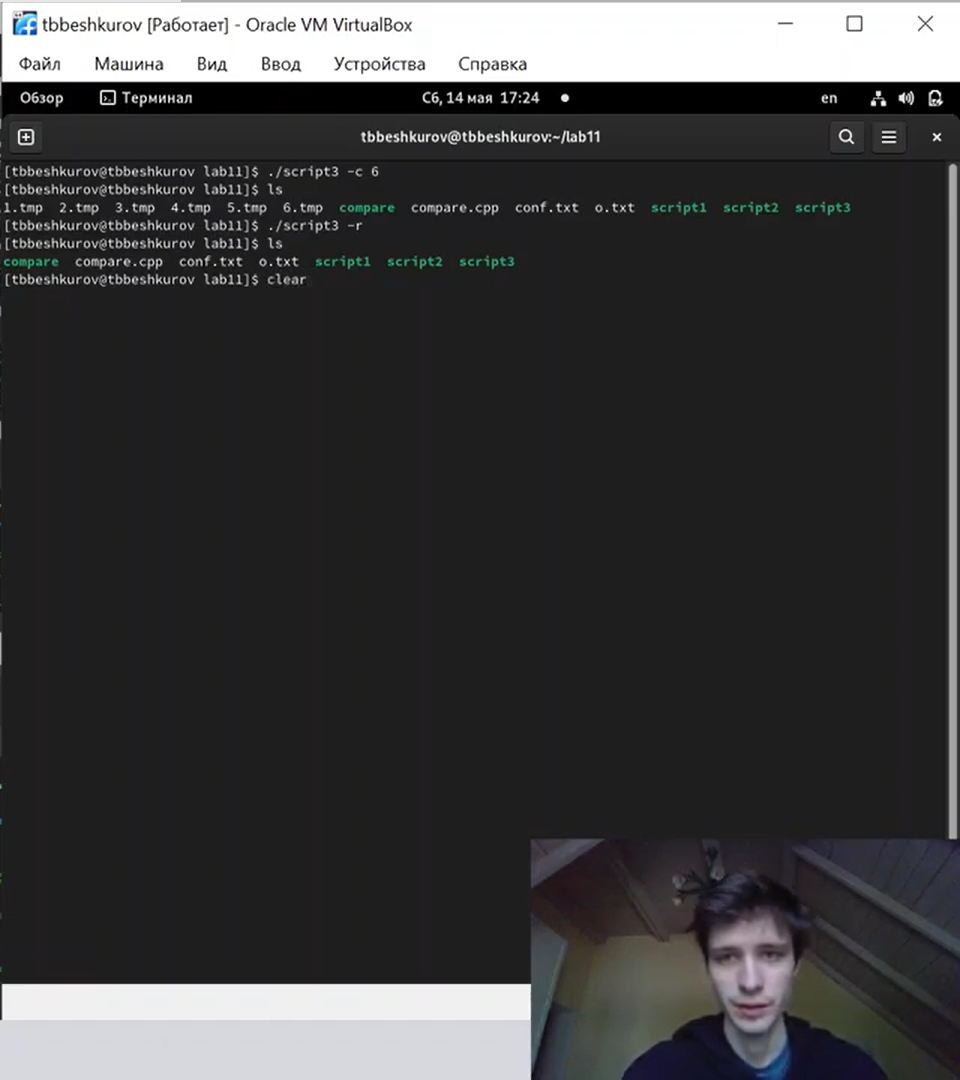 tbbeshkurov [Работает] - Oracle VM VirtualBox
Файл Машина Вид Ввод Устройства Справка
Обзор Терминал Сб, 14 мая 17:24 en
tbbeshkurov@tbbeshkurov:~/lab11
[tbbeshkurov@tbbeshkurov lab11]$ ./script3 -c 6
[tbbeshkurov@tbbeshkurov lab11]$ ls
1.tmp 2.tmp 3.tmp 4.tmp 5.tmp 6.tmp compare compare.cpp conf.txt o.txt script1 script2 script3
[tbbeshkurov@tbbeshkurov lab11]$ ./script3 -r
[tbbeshkurov@tbbeshkurov lab11]$ ls
compare compare.cpp conf.txt o.txt script1 script2 script3
[tbbeshkurov@tbbeshkurov lab11]$ clear